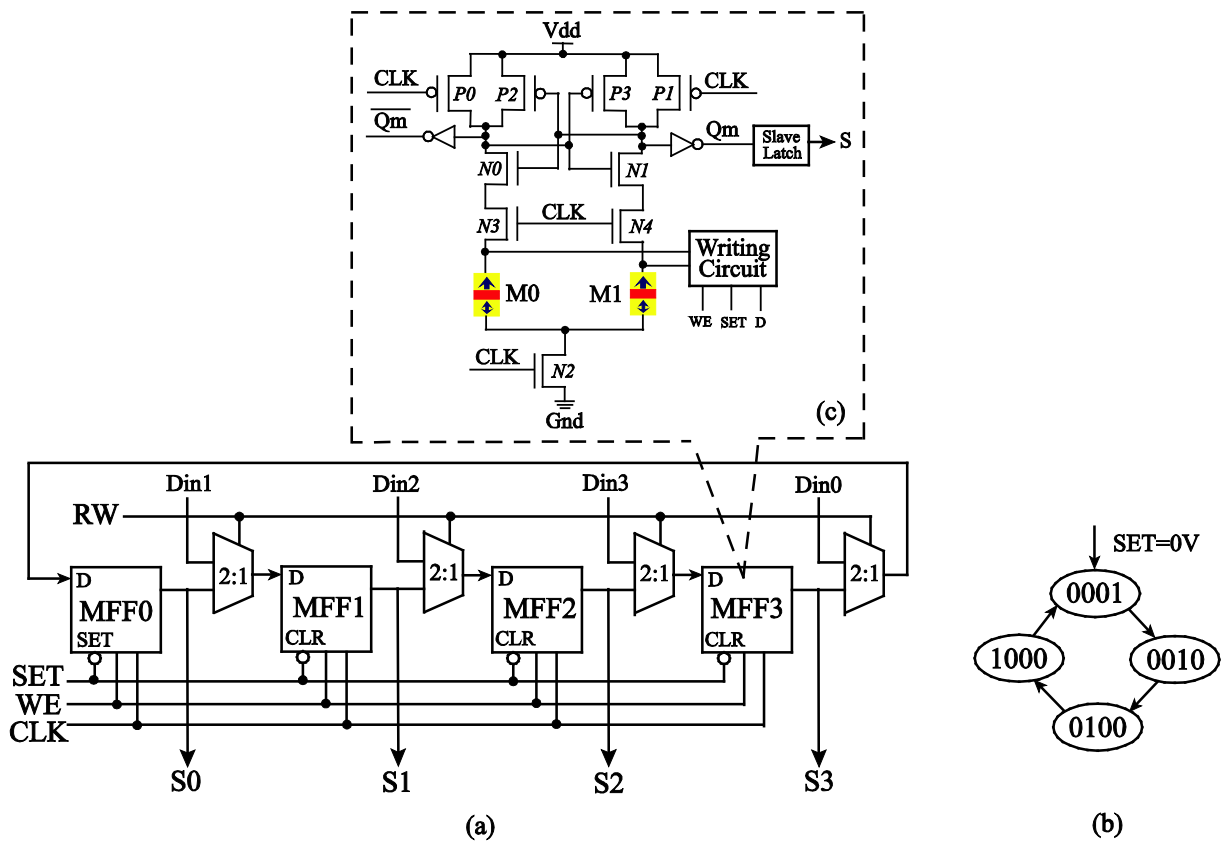 Vdd
CLK P0 P2 P3 P1 CLK
Qm Qm Slave Latch S
N0 N1
N3 CLK N4
Writing Circuit
M0 M1
WE SET D
CLK N2
Gnd
(c)
Din1 Din2 Din3 Din0
RW
2:1 2:1 2:1 2:1
D D D D
MFF0 MFF1 MFF2 MFF3
SET CLR CLR CLR
SET
WE
CLK
S0 S1 S2 S3
(a)
SET=0V
0001
1000 0010
0100
(b)